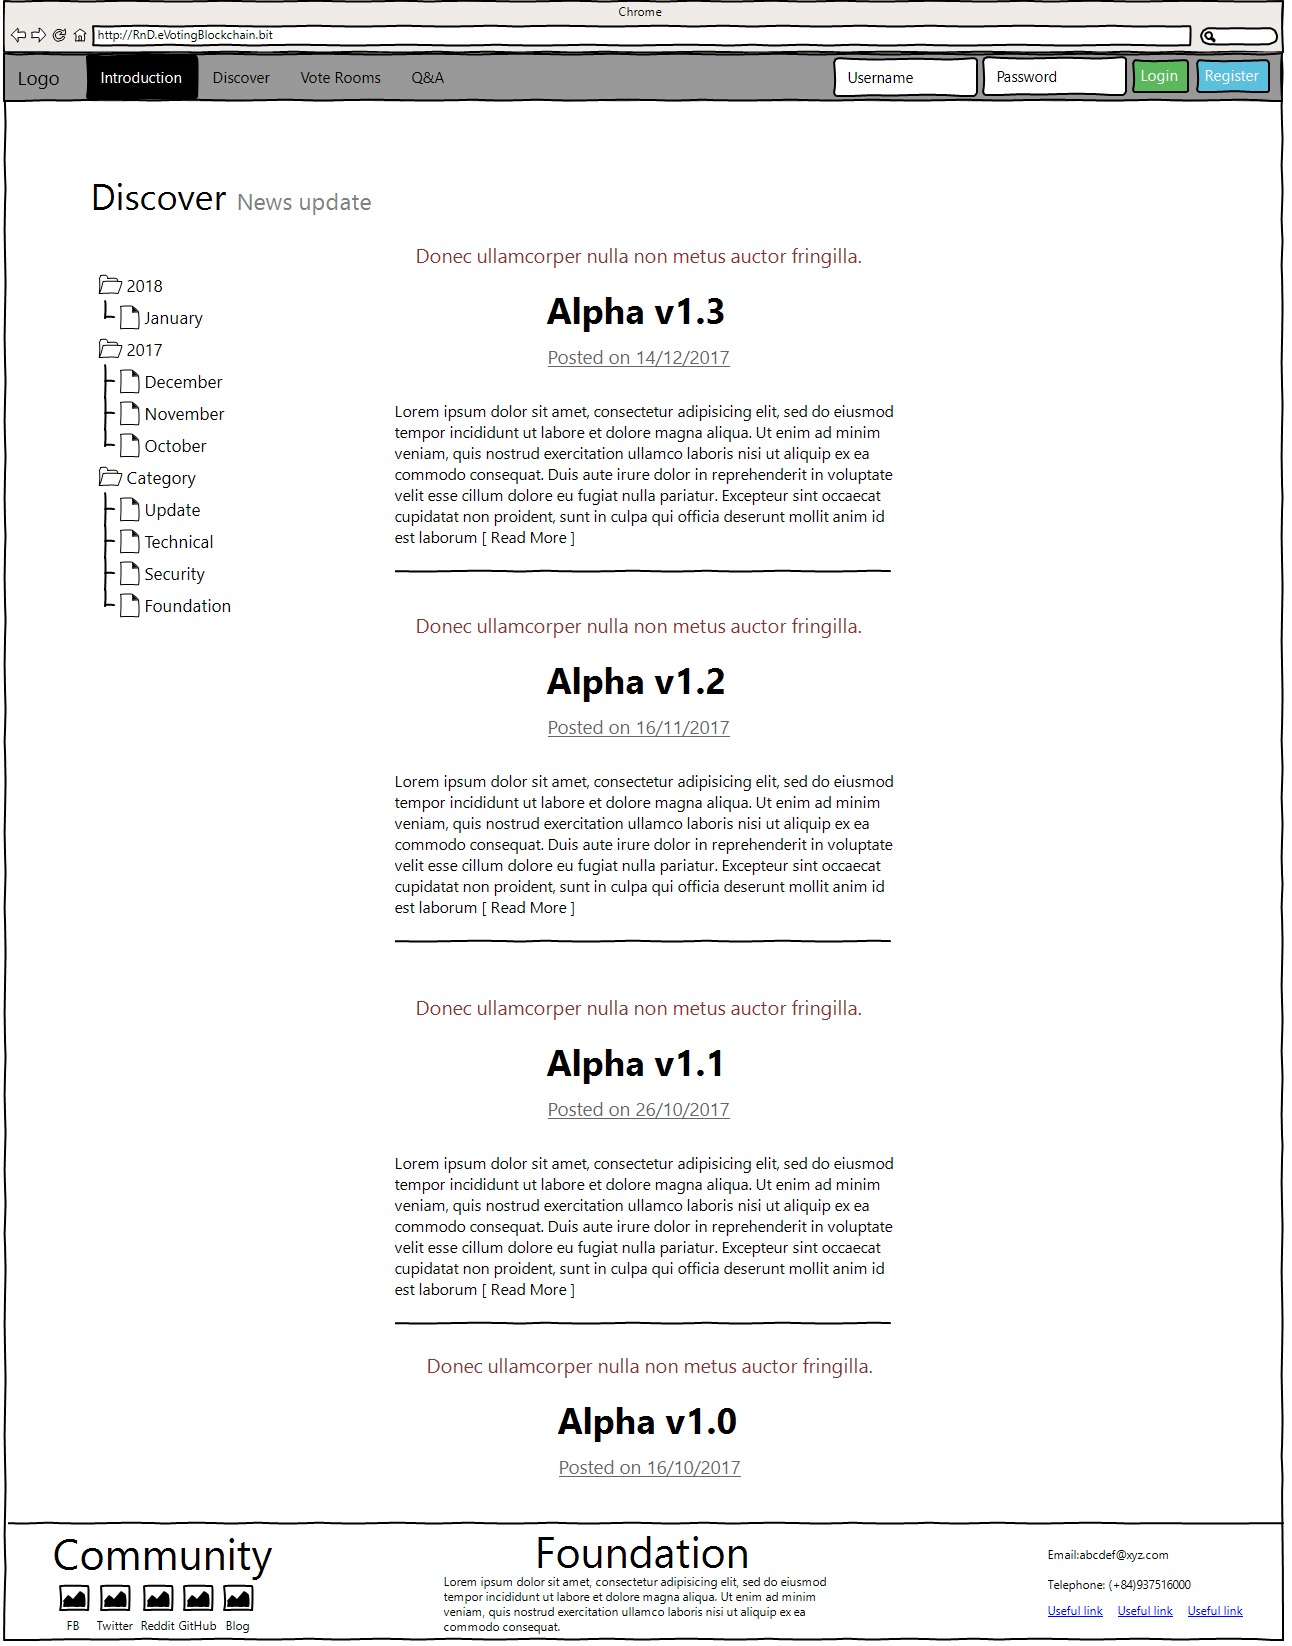 Chrome
http://RnD.eVotingBlockchain.bit
Logo Introduction Discover Vote Rooms Q&A Username Password Login Register
Discover News update
2018
January
2017
December
November
October
Category
Update
Technical
Security
Foundation
Donec ullamcorper nulla non metus auctor fringilla.
Alpha v1.3
Posted on 14/12/2017
Lorem ipsum dolor sit amet, consectetur adipisicing elit, sed do eiusmod
tempor incididunt ut labore et dolore magna aliqua. Ut enim ad minim
veniam, quis nostrud exercitation ullamco laboris nisi ut aliquip ex ea
commodo consequat. Duis aute irure dolor in reprehenderit in voluptate
velit esse cillum dolore eu fugiat nulla pariatur. Excepteur sint occaecat
cupidatat non proident, sunt in culpa qui officia deserunt mollit anim id
est laborum [ Read More ]
Donec ullamcorper nulla non metus auctor fringilla.
Alpha v1.2
Posted on 16/11/2017
Lorem ipsum dolor sit amet, consectetur adipisicing elit, sed do eiusmod
tempor incididunt ut labore et dolore magna aliqua. Ut enim ad minim
veniam, quis nostrud exercitation ullamco laboris nisi ut aliquip ex ea
commodo consequat. Duis aute irure dolor in reprehenderit in voluptate
velit esse cillum dolore eu fugiat nulla pariatur. Excepteur sint occaecat
cupidatat non proident, sunt in culpa qui officia deserunt mollit anim id
est laborum [ Read More ]
Donec ullamcorper nulla non metus auctor fringilla.
Alpha v1.1
Posted on 26/10/2017
Lorem ipsum dolor sit amet, consectetur adipisicing elit, sed do eiusmod
tempor incididunt ut labore et dolore magna aliqua. Ut enim ad minim
veniam, quis nostrud exercitation ullamco laboris nisi ut aliquip ex ea
commodo consequat. Duis aute irure dolor in reprehenderit in voluptate
velit esse cillum dolore eu fugiat nulla pariatur. Excepteur sint occaecat
cupidatat non proident, sunt in culpa qui officia deserunt mollit anim id
est laborum [ Read More ]
Donec ullamcorper nulla non metus auctor fringilla.
Alpha v1.0
Posted on 16/10/2017
Community
FB Twitter Reddit GitHub Blog
Foundation
Lorem ipsum dolor sit amet, consectetur adipisicing elit, sed do eiusmod
tempor incididunt ut labore et dolore magna aliqua. Ut enim ad minim
veniam, quis nostrud exercitation ullamco laboris nisi ut aliquip ex ea
commodo consequat.
Email:abcdef@xyz.com
Telephone: (+84)937516000
Useful link Useful link Useful link